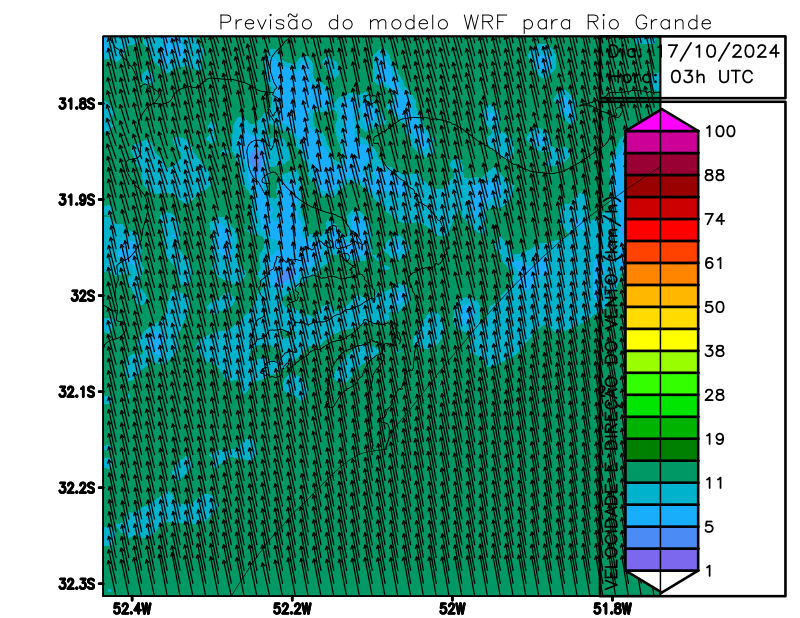 Previsão do modelo WRF para Rio Grande
Dia: 17/10/2024
Hora: 03h UTC
31.8S
31.9S
32S
32.1S
32.2S
32.3S
52.4W
52.2W
52W
51.8W
VELOCIDADE E DIREÇÃO DO VENTO (km/h)
100
88
74
61
50
38
28
19
11
5
1